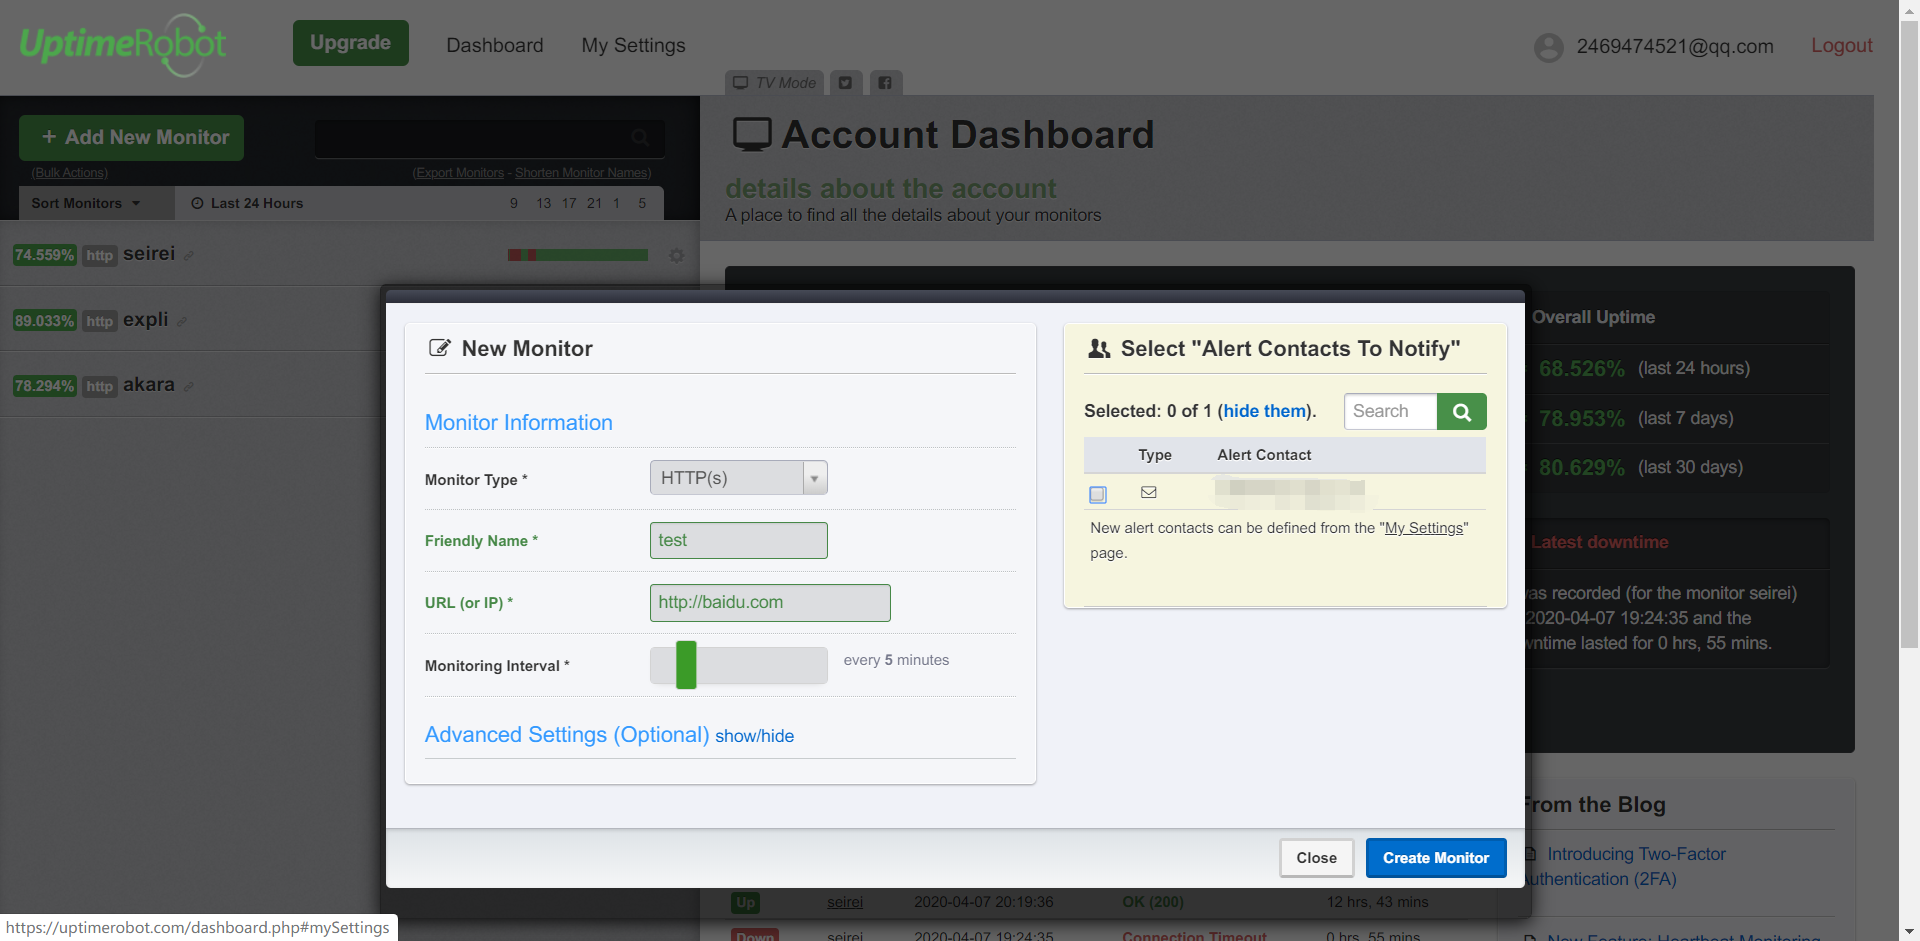 UptimeRobot
Upgrade
Dashboard
My Settings
2469474521@qq.com
Logout
TV Mode
+ Add New Monitor
(Bulk Actions)
(Export Monitors - Shorten Monitor Names)
Sort Monitors
Last 24 Hours
9 13 17 21 1 5
74.559% http seirei
89.033% http expli
78.294% http akara
Account Dashboard
details about the account
A place to find all the details about your monitors
New Monitor
Monitor Information
Monitor Type *
HTTP(s)
Friendly Name *
test
URL (or IP) *
http://baidu.com
Monitoring Interval *
every 5 minutes
Advanced Settings (Optional) show/hide
Select "Alert Contacts To Notify"
Selected: 0 of 1 (hide them).
Search
Type Alert Contact
New alert contacts can be defined from the "My Settings"
page.
Close
Create Monitor
Overall Uptime
68.526% (last 24 hours)
78.953% (last 7 days)
80.629% (last 30 days)
Latest downtime
was recorded (for the monitor seirei)
2020-04-07 19:24:35 and the
downtime lasted for 0 hrs, 55 mins.
From the Blog
Introducing Two-Factor
Authentication (2FA)
New Feature: Heartbeat Monitoring
Up seirei 2020-04-07 20:19:36 OK (200) 12 hrs, 43 mins
Down seirei 2020-04-07 19:24:35 Connection Timeout 0 hrs, 55 mins
https://uptimerobot.com/dashboard.php#mySettings